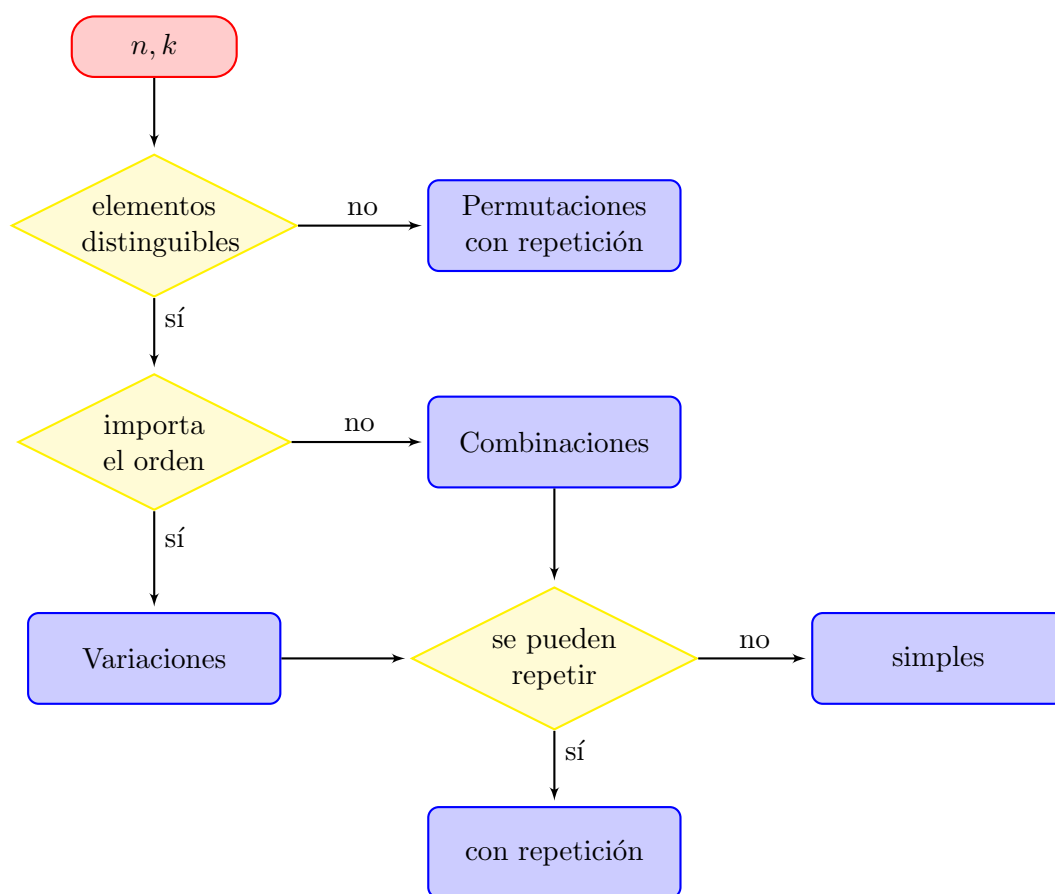 n, k
elementos
distinguibles
no
Permutaciones
con repetición
sí
importa
el orden
no
Combinaciones
sí
Variaciones
se pueden
repetir
no
simples
sí
con repetición